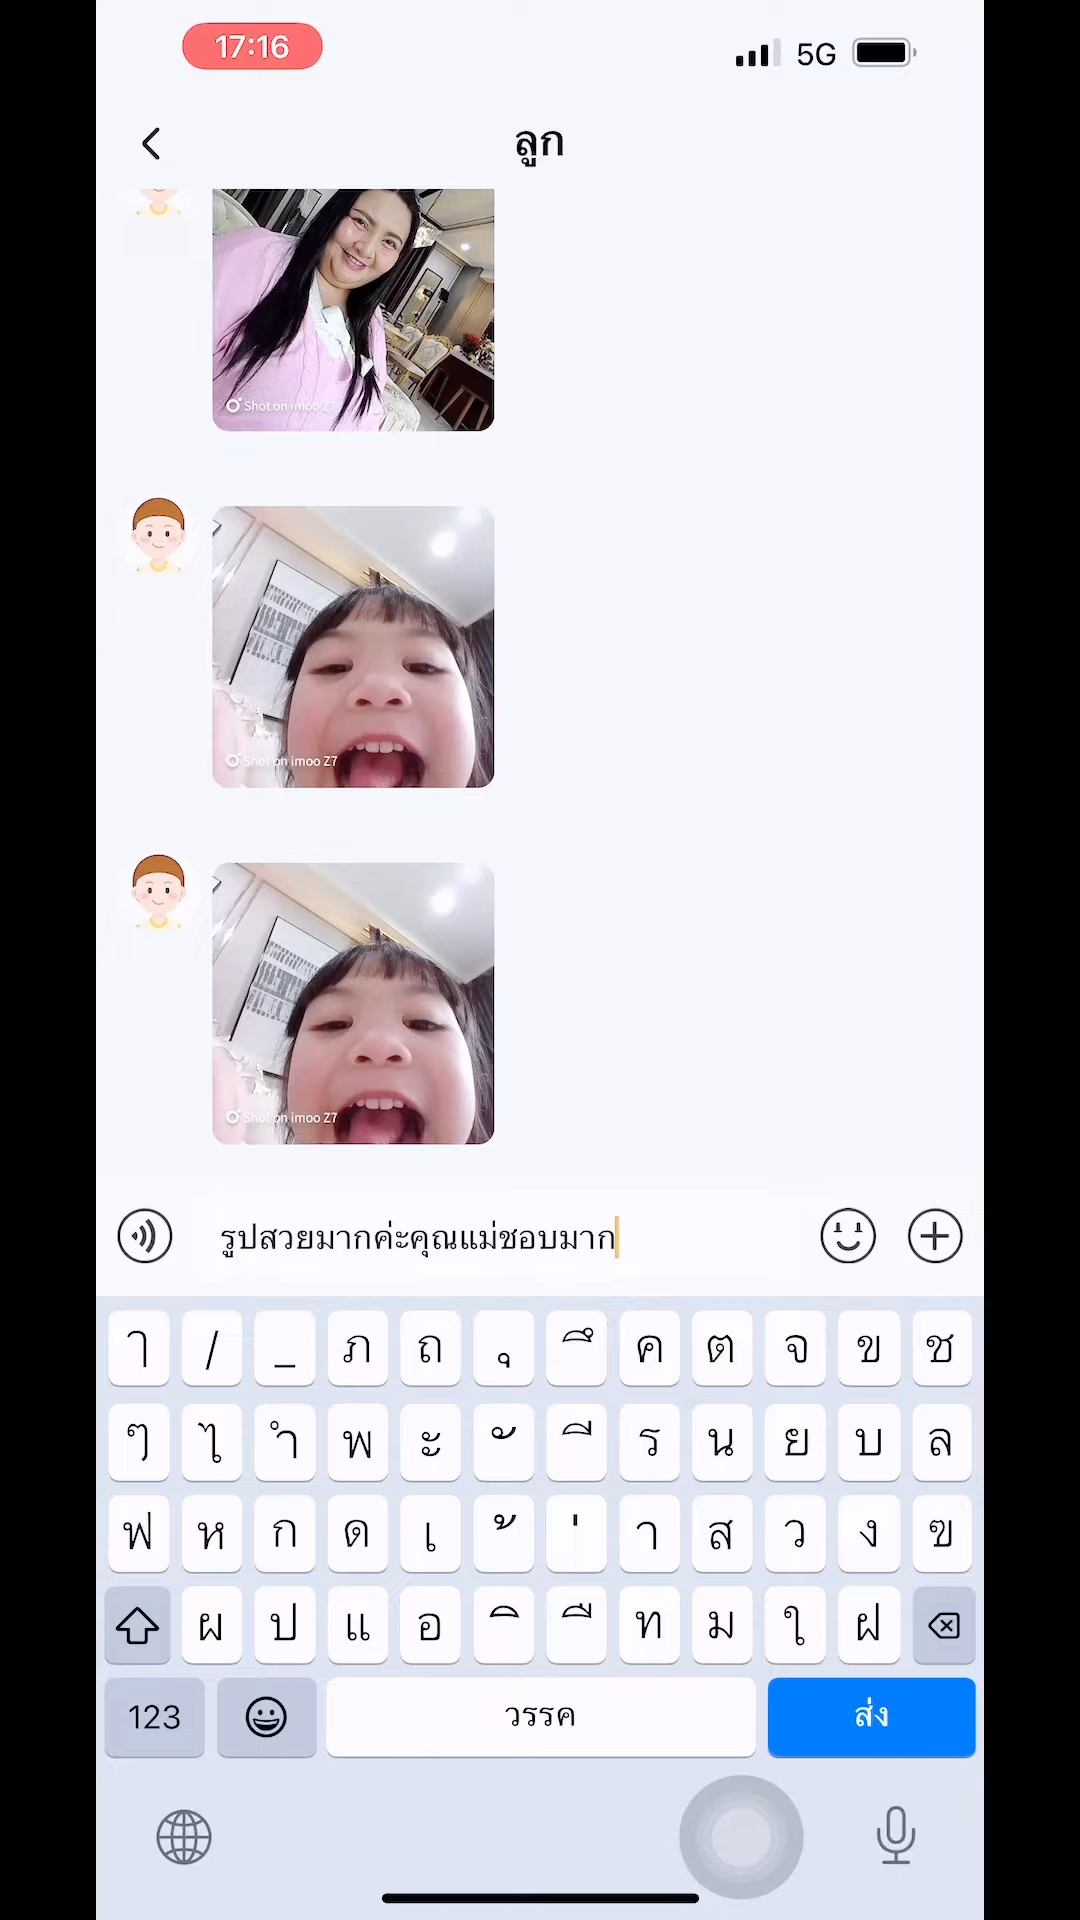 17:16
5G
ลูก
Shot on imoo Z7
Shot on imoo Z7
Shot on imoo Z7
รูปสวยมากค่ะคุณแม่ชอบมาก
ๅ / _ ภ ถ ุ ึ ค ต จ ข ช
ๆ ไ ำ พ ะ ั ี ร น ย บ ล
ฟ ห ก ด เ ้ ่ า ส ว ง ฃ
ผ ป แ อ ิ ื ท ม ใ ฝ
123 วรรค ส่ง